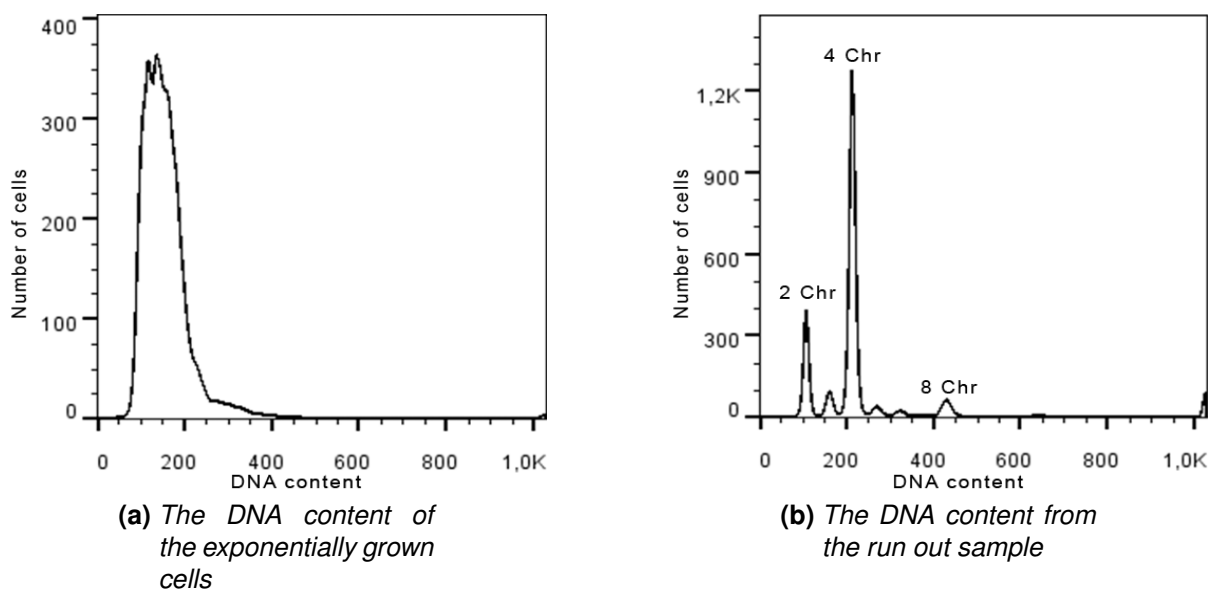 400
300
200
100
0
Number of cells
0 200 400 600 800 1,0K
DNA content
(a) The DNA content of
the exponentially grown
cells
1,2K
900
600
300
0
Number of cells
2 Chr
4 Chr
8 Chr
0 200 400 600 800 1,0K
DNA content
(b) The DNA content from
the run out sample